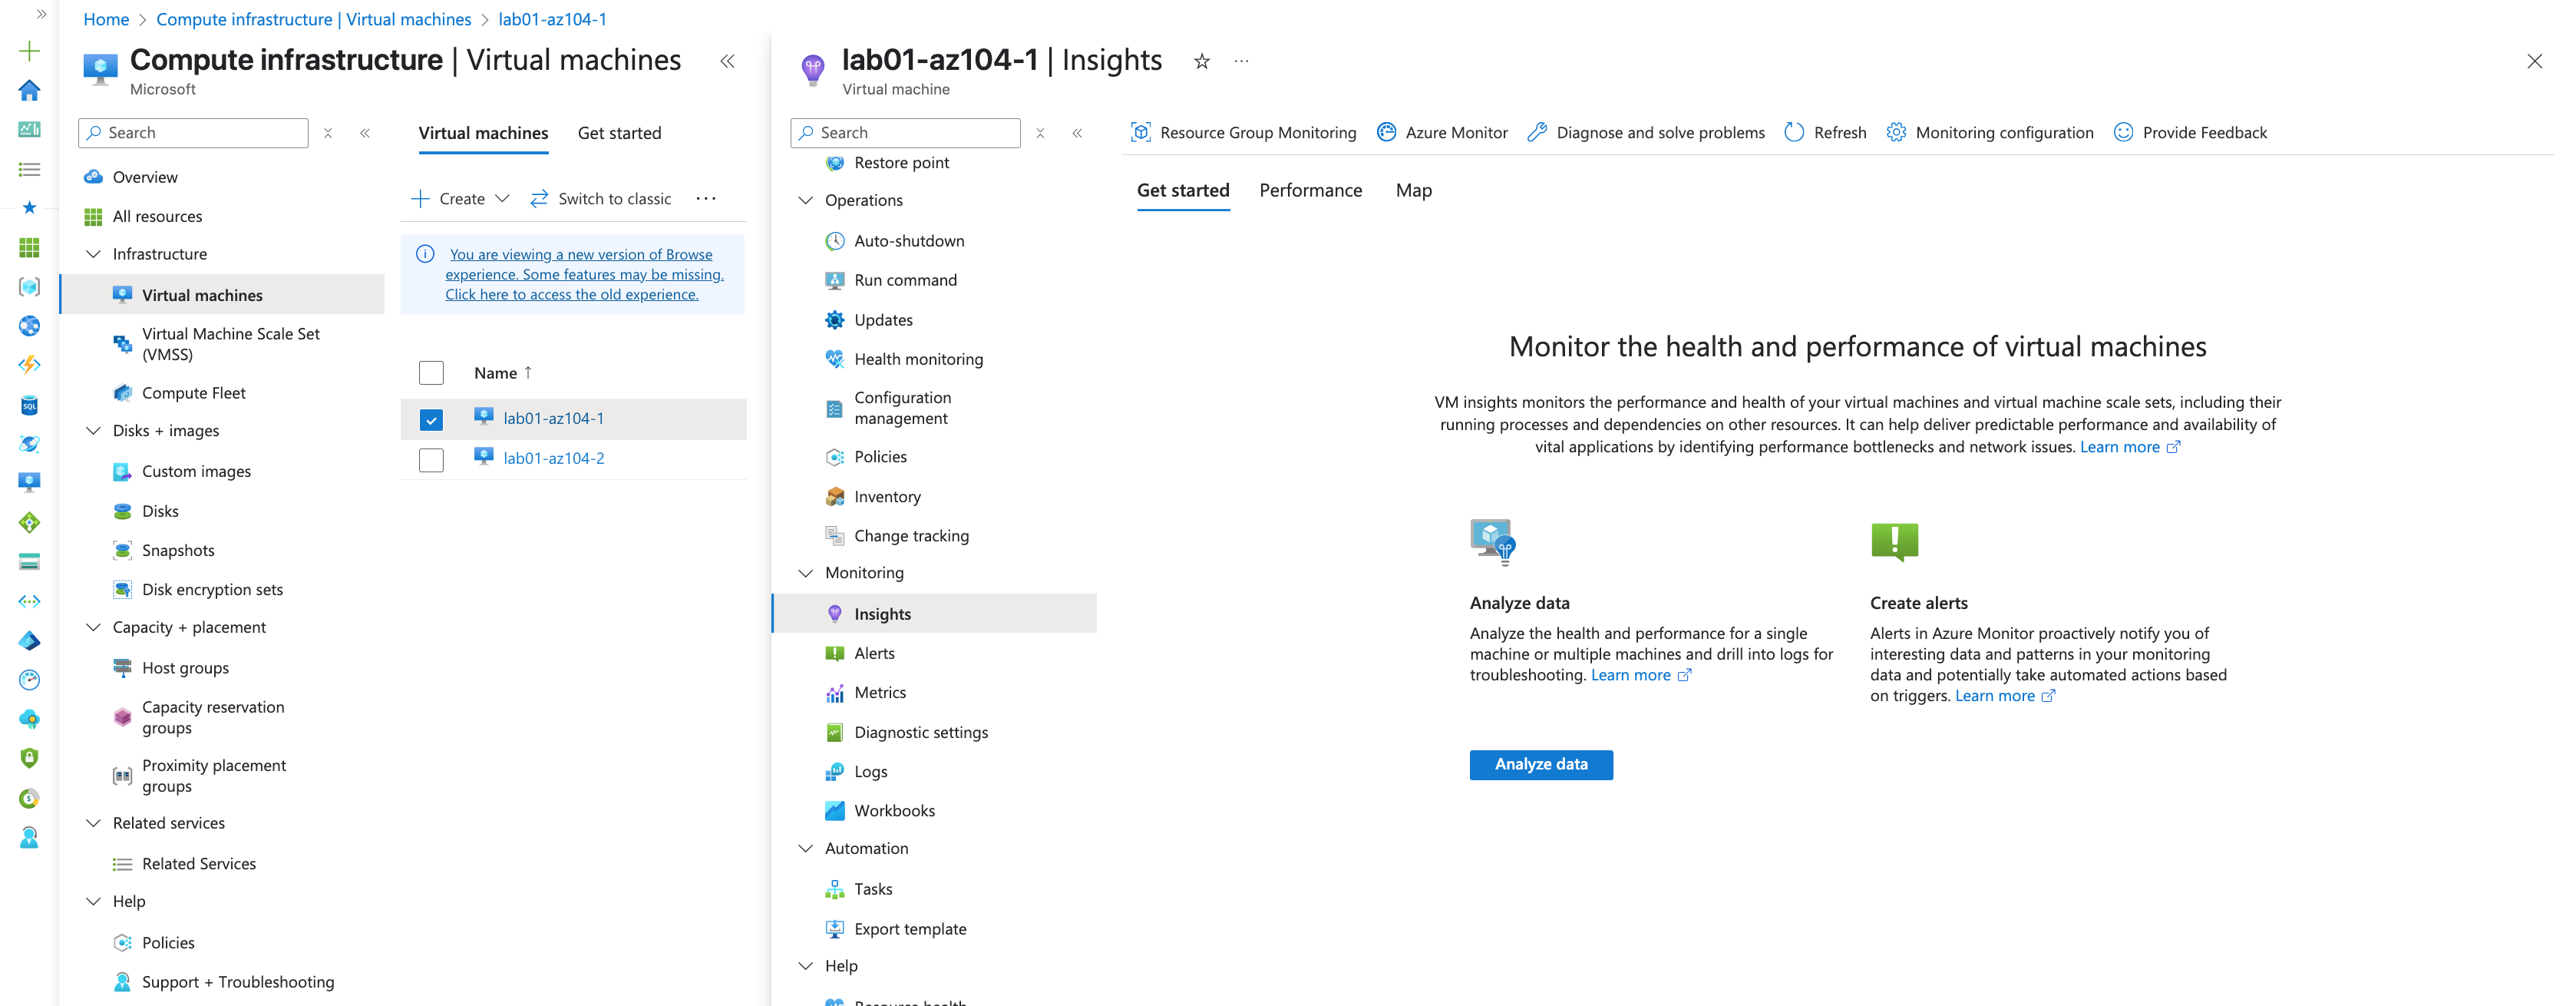 Home > Compute infrastructure | Virtual machines > lab01-az104-1
Compute infrastructure | Virtual machines
Microsoft
Search
Overview
All resources
Infrastructure
Virtual machines
Virtual Machine Scale Set
(VMSS)
Compute Fleet
Disks + images
Custom images
Disks
Snapshots
Disk encryption sets
Capacity + placement
Host groups
Capacity reservation
groups
Proximity placement
groups
Related services
Related Services
Help
Policies
Support + Troubleshooting
Virtual machines Get started
Create Switch to classic ...
You are viewing a new version of Browse
experience. Some features may be missing.
Click here to access the old experience.
Name ↑
lab01-az104-1
lab01-az104-2
lab01-az104-1 | Insights ...
Virtual machine
Search
Restore point
Operations
Auto-shutdown
Run command
Updates
Health monitoring
Configuration
management
Policies
Inventory
Change tracking
Monitoring
Insights
Alerts
Metrics
Diagnostic settings
Logs
Workbooks
Automation
Tasks
Export template
Help
Resource health
Resource Group Monitoring Azure Monitor Diagnose and solve problems Refresh Monitoring configuration Provide Feedback
Get started Performance Map
Monitor the health and performance of virtual machines
VM insights monitors the performance and health of your virtual machines and virtual machine scale sets, including their
running processes and dependencies on other resources. It can help deliver predictable performance and availability of
vital applications by identifying performance bottlenecks and network issues. Learn more
Analyze data
Analyze the health and performance for a single
machine or multiple machines and drill into logs for
troubleshooting. Learn more
Analyze data
Create alerts
Alerts in Azure Monitor proactively notify you of
interesting data and patterns in your monitoring
data and potentially take automated actions based
on triggers. Learn more
SQL